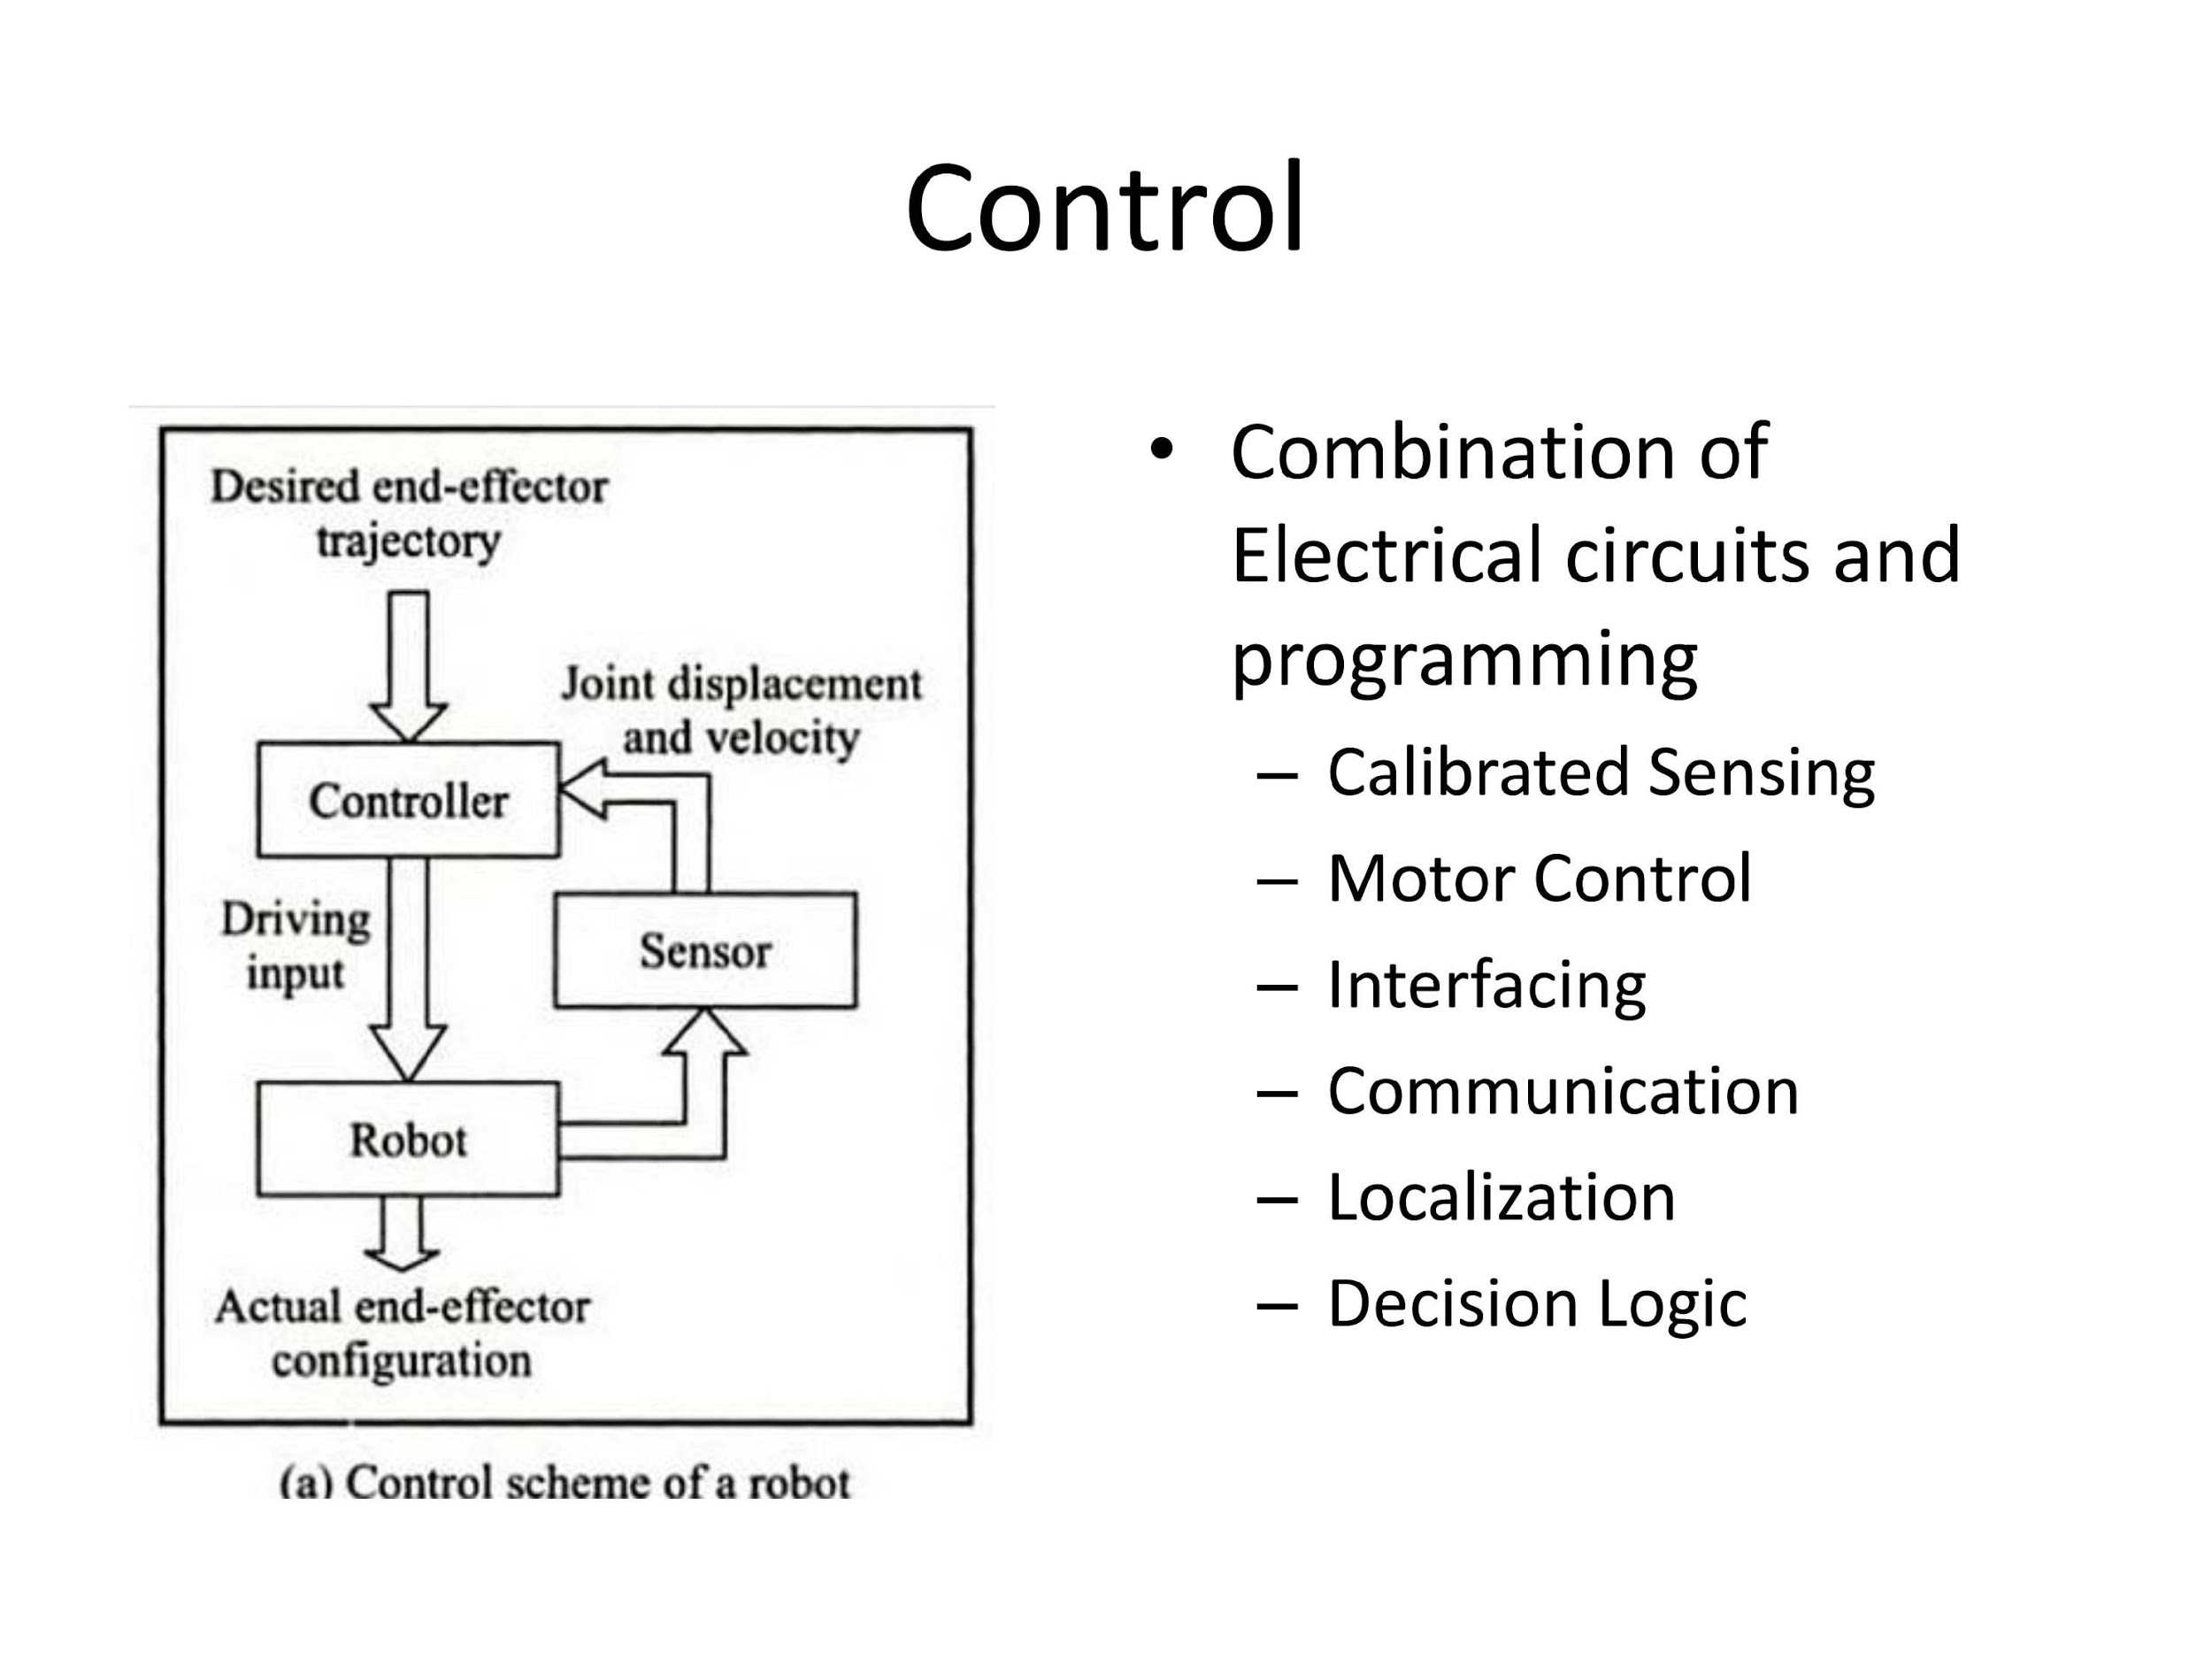 Control
Desired end-effector
trajectory
Joint displacement
and velocity
Controller
Driving
input
Sensor
Robot
Actual end-effector
configuration
(a) Control scheme of a robot
• Combination of
Electrical circuits and
programming
– Calibrated Sensing
– Motor Control
– Interfacing
– Communication
– Localization
– Decision Logic